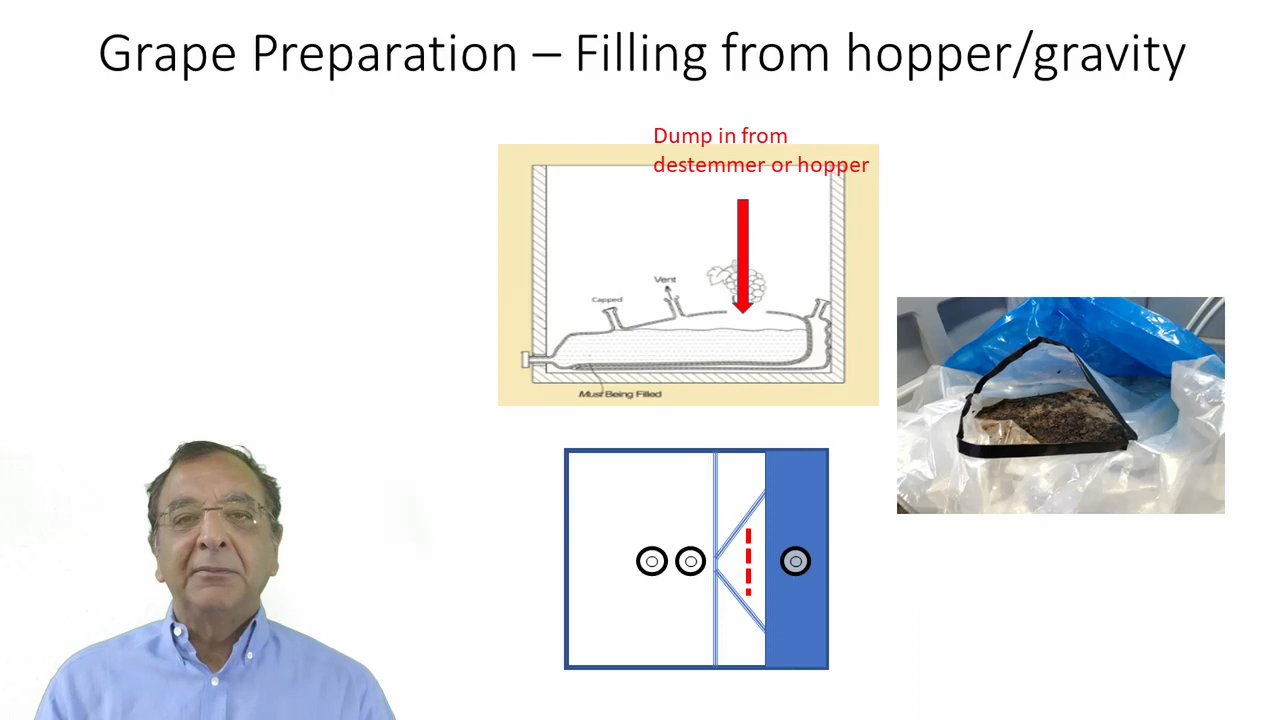 Grape Preparation – Filling from hopper/gravity
Dump in from
destemmer or hopper
Vent
Capped
Must Being Filled